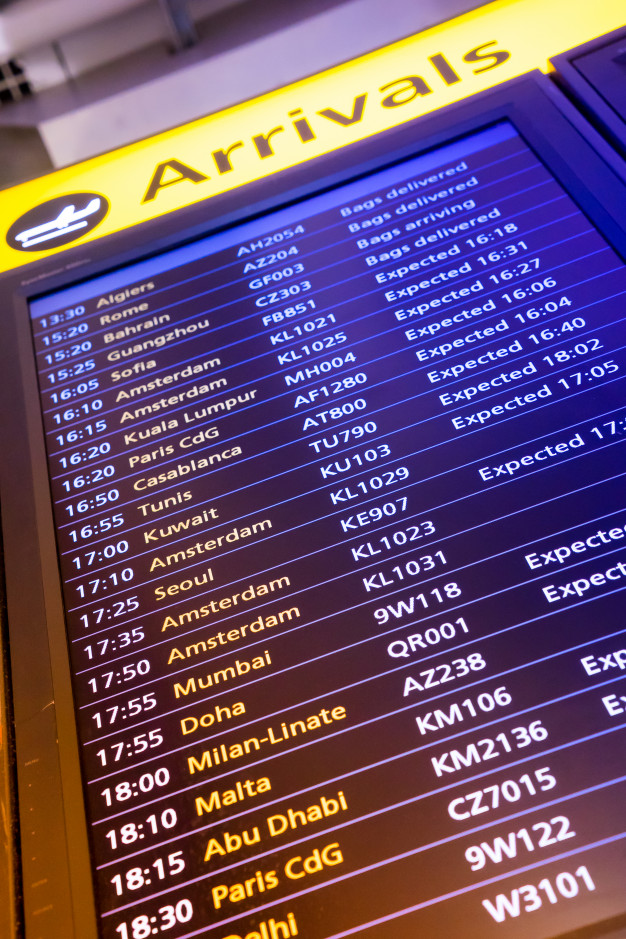 Arrivals
13:30 Algiers AH2054 Bags delivered
15:20 Rome AZ204 Bags delivered
15:20 Bahrain GF003 Bags arriving
15:25 Guangzhou CZ303 Bags delivered
16:05 Sofia FB851 Expected 16:18
16:10 Amsterdam KL1021 Expected 16:31
16:15 Amsterdam KL1025 Expected 16:27
16:20 Kuala Lumpur MH004 Expected 16:06
16:20 Paris CdG AF1280 Expected 16:04
16:50 Casablanca AT800 Expected 16:40
16:55 Tunis TU790 Expected 18:02
17:00 Kuwait KU103 Expected 17:05
17:10 Amsterdam KL1029
17:25 Seoul KE907 Expected 17:
17:35 Amsterdam KL1023
17:50 Amsterdam KL1031
17:55 Mumbai 9W118 Expecte
17:55 Doha QR001 Expect
18:00 Milan-Linate AZ238
18:10 Malta KM106 Exp
18:15 Abu Dhabi KM2136 E
18:30 Paris CdG CZ7015
Delhi 9W122
W3101